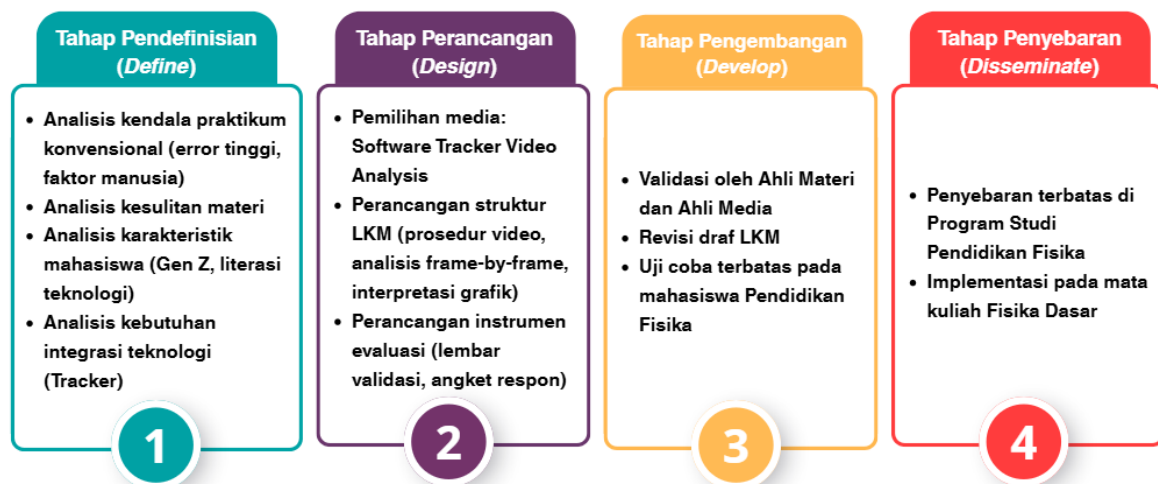 Tahap Pendefinisian
(Define)
• Analisis kendala praktikum
konvensional (error tinggi,
faktor manusia)
• Analisis kesulitan materi
• Analisis karakteristik
mahasiswa (Gen Z, literasi
teknologi)
• Analisis kebutuhan
integrasi teknologi
(Tracker)
1
Tahap Perancangan
(Design)
• Pemilihan media:
Software Tracker Video
Analysis
• Perancangan struktur
LKM (prosedur video,
analisis frame-by-frame,
interpretasi grafik)
• Perancangan instrumen
evaluasi (lembar
validasi, angket respon)
2
Tahap Pengembangan
(Develop)
• Validasi oleh Ahli Materi
dan Ahli Media
• Revisi draf LKM
• Uji coba terbatas pada
mahasiswa Pendidikan
Fisika
3
Tahap Penyebaran
(Disseminate)
• Penyebaran terbatas di
Program Studi
Pendidikan Fisika
• Implementasi pada mata
kuliah Fisika Dasar
4